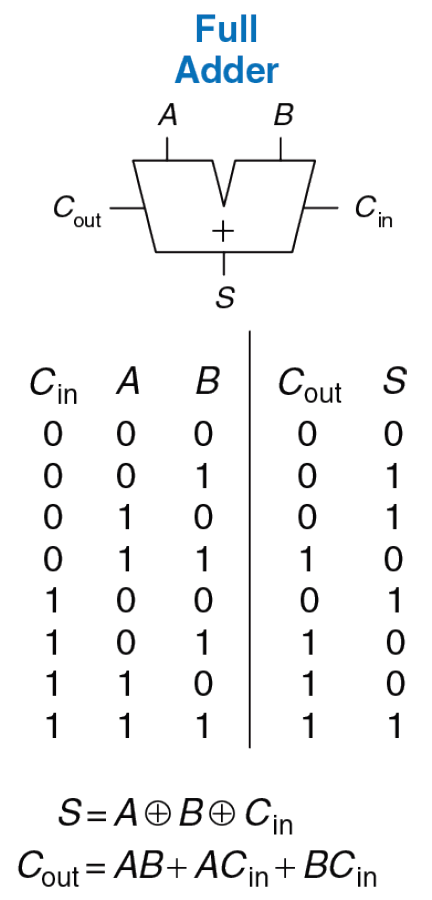 Full
Adder
A B
Cout Cin
+
S
Cin A B Cout S
0 0 0 0 0
0 0 1 0 1
0 1 0 0 1
0 1 1 1 0
1 0 0 0 1
1 0 1 1 0
1 1 0 1 0
1 1 1 1 1
S = A ⊕ B ⊕ Cin
Cout = AB + ACin + BCin